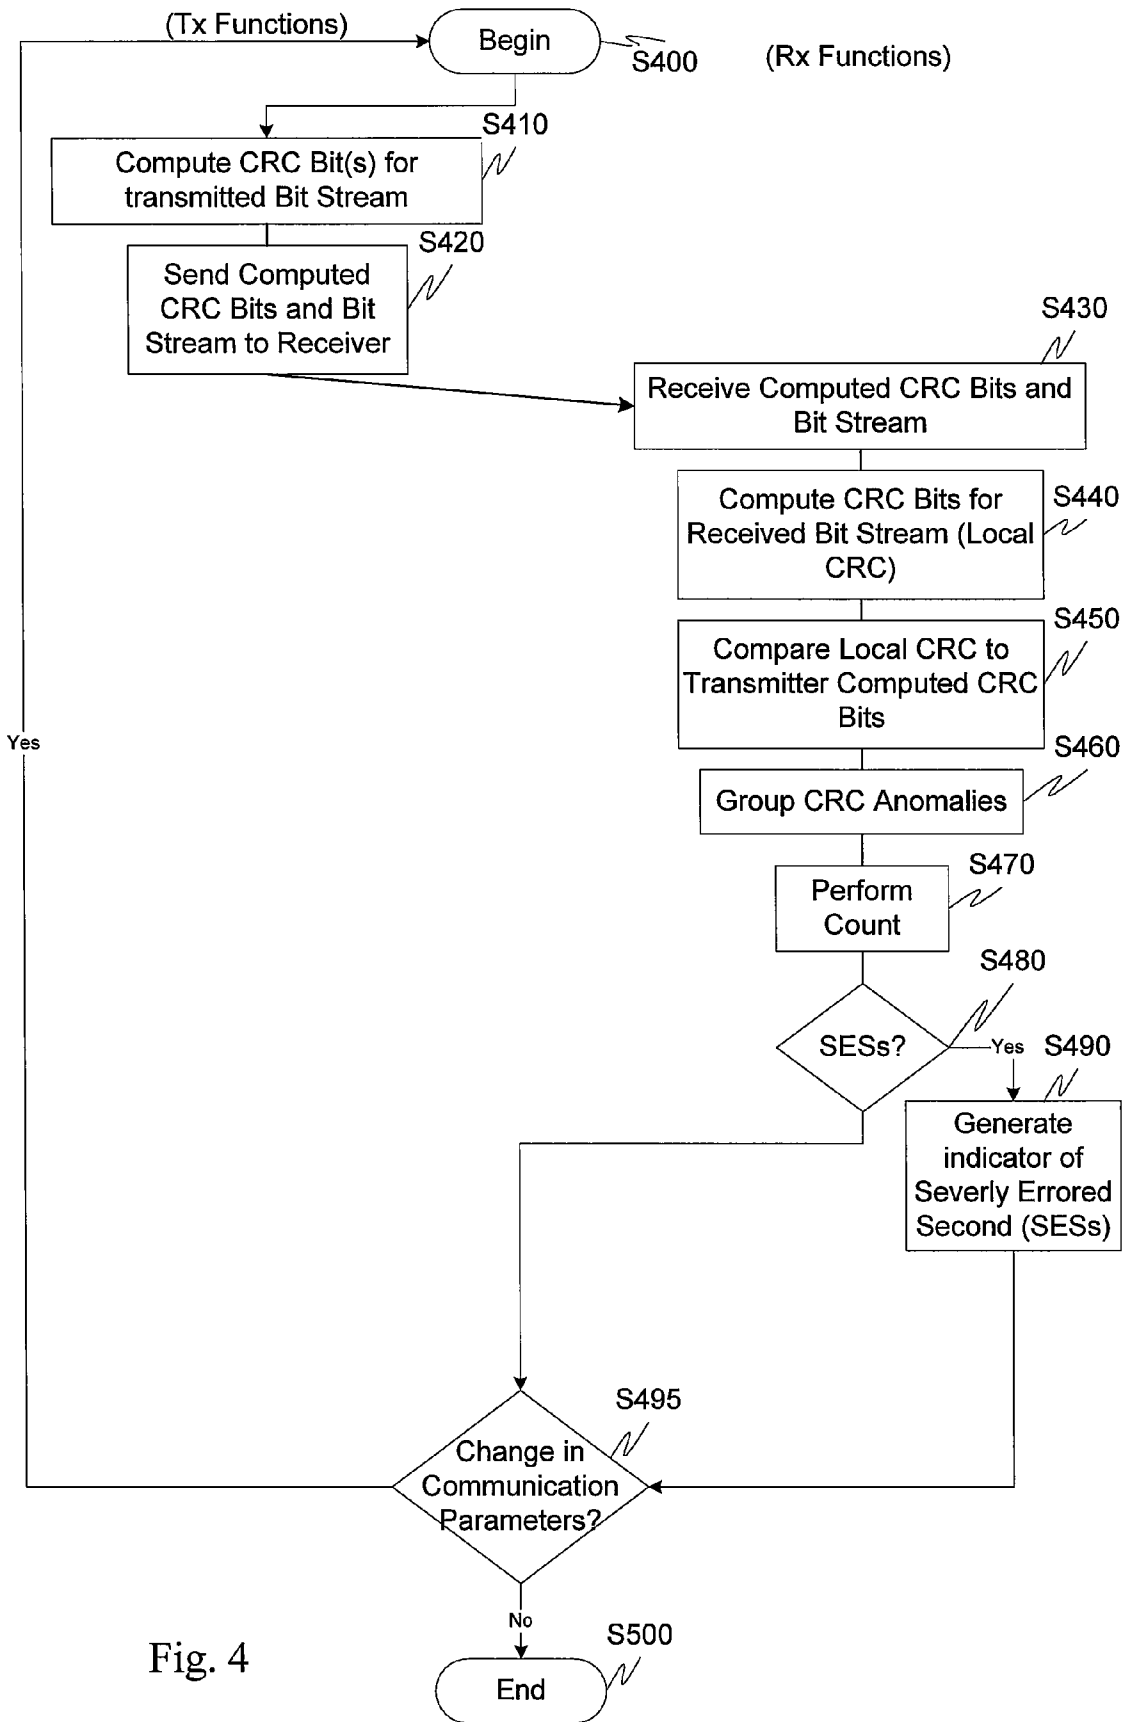 (Tx Functions)
Begin
S400
(Rx Functions)
S410
Compute CRC Bit(s) for
transmitted Bit Stream
S420
Send Computed
CRC Bits and Bit
Stream to Receiver
S430
Receive Computed CRC Bits and
Bit Stream
S440
Compute CRC Bits for
Received Bit Stream (Local
CRC)
S450
Compare Local CRC to
Transmitter Computed CRC
Bits
Yes
S460
Group CRC Anomalies
S470
Perform
Count
S480
SESs?
Yes
S490
Generate
indicator of
Severly Errored
Second (SESs)
S495
Change in
Communication
Parameters?
No
S500
End
Fig. 4